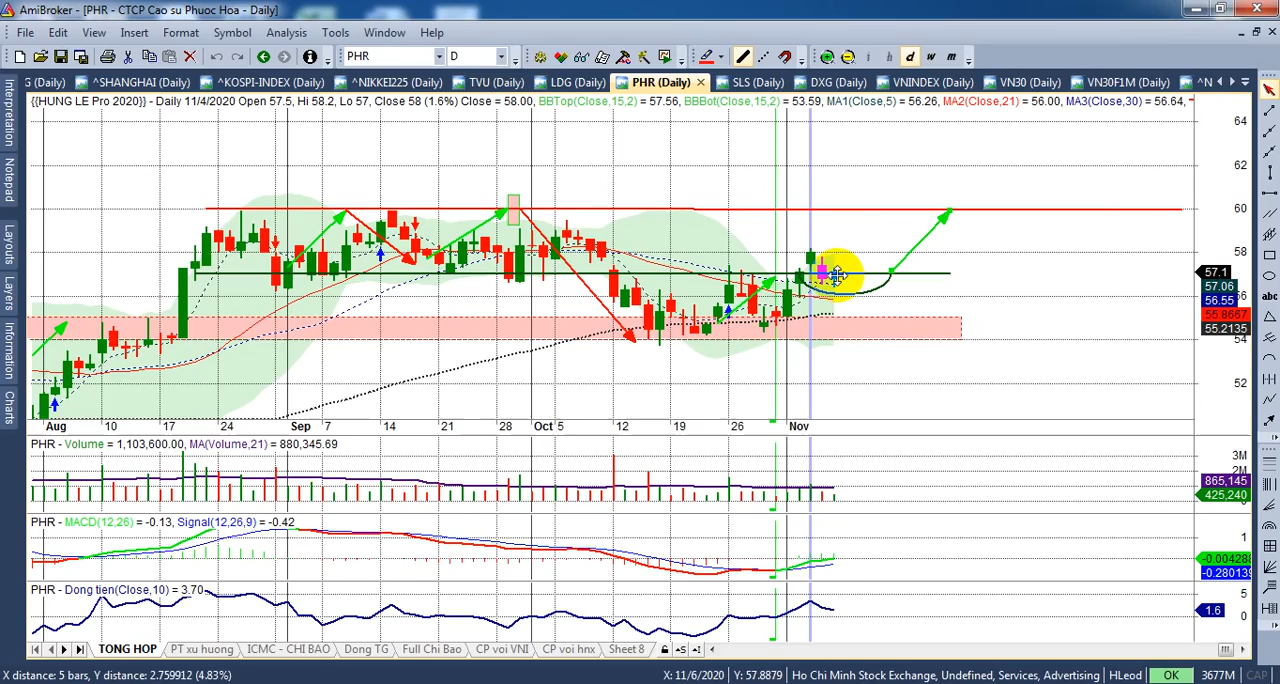 AmiBroker - [PHR - CTCP Cao su Phuoc Hoa - Daily]
File Edit View Insert Format Symbol Analysis Tools Window Help
PHR D i h d w m
G (Daily) ^SHANGHAI (Daily) ^KOSPI-INDEX (Daily) ^NIKKEI225 (Daily) TVU (Daily) LDG (Daily) PHR (Daily) SLS (Daily) DXG (Daily) VNINDEX (Daily) VN30 (Daily) VN30F1M (Daily) ^N
{{HUNG LE Pro 2020}} - Daily 11/4/2020 Open 57.5, Hi 58.2, Lo 57, Close 58 (1.6%) Close = 58.00, BBTop(Close,15,2) = 57.56, BBBot(Close,15,2) = 53.59, MA1(Close,5) = 56.26, MA2(Close,21) = 56.00, MA3(Close,30) = 56.64,
Interpretation
Notepad
Layouts
Layers
Information
Charts
abc
64
62
60
58
57.1
57.06
56.55
56
55.8667
55.2135
54
52
Aug 10 17 24 Sep 7 14 21 28 Oct 5 12 19 26 Nov
PHR - Volume = 1,103,600.00, MA(Volume,21) = 880,345.69
3M
2M
865,145
425,240
PHR - MACD(12,26) = -0.13, Signal(12,26,9) = -0.42
1
-0.004288
-0.280139
PHR - Dong tien(Close,10) = 3.70
5
1.6
0
TONG HOP PT xu huong ICMC - CHI BAO Dong TG Full Chi Bao CP voi VNI CP voi hnx Sheet 8
X distance: 5 bars, Y distance: 2.759912 (4.83%) X: 11/6/2020 Y: 57.8879 Ho Chi Minh Stock Exchange, Undefined, Services, Advertising HLeod OK 3677M CAP